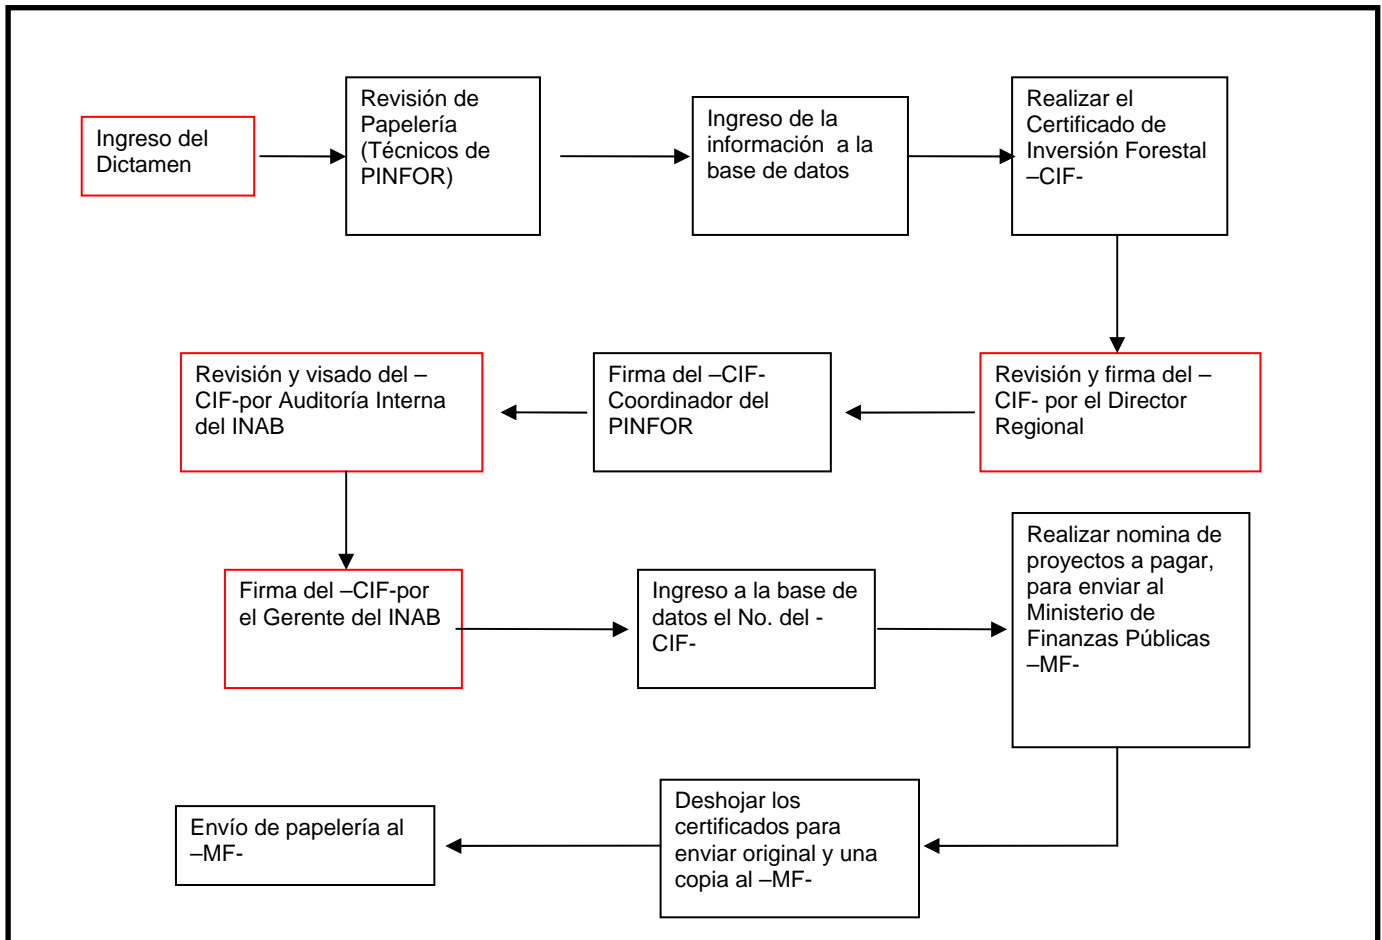 Ingreso del
Dictamen
Revisión de
Papelería
(Técnicos de
PINFOR)
Ingreso de la
información  a la
base de datos
Realizar el
Certificado de
Inversión Forestal
–CIF-
Revisión y visado del –
CIF-por Auditoría Interna
del INAB
Firma del –CIF-
Coordinador del
PINFOR
Revisión y firma del –
CIF- por el Director
Regional
Firma del –CIF-por
el Gerente del INAB
Ingreso a la base de
datos el No. del -
CIF-
Realizar nomina de
proyectos a pagar,
para enviar al
Ministerio de
Finanzas Públicas
–MF-
Envío de papelería al
–MF-
Deshojar los
certificados para
enviar original y una
copia al –MF-